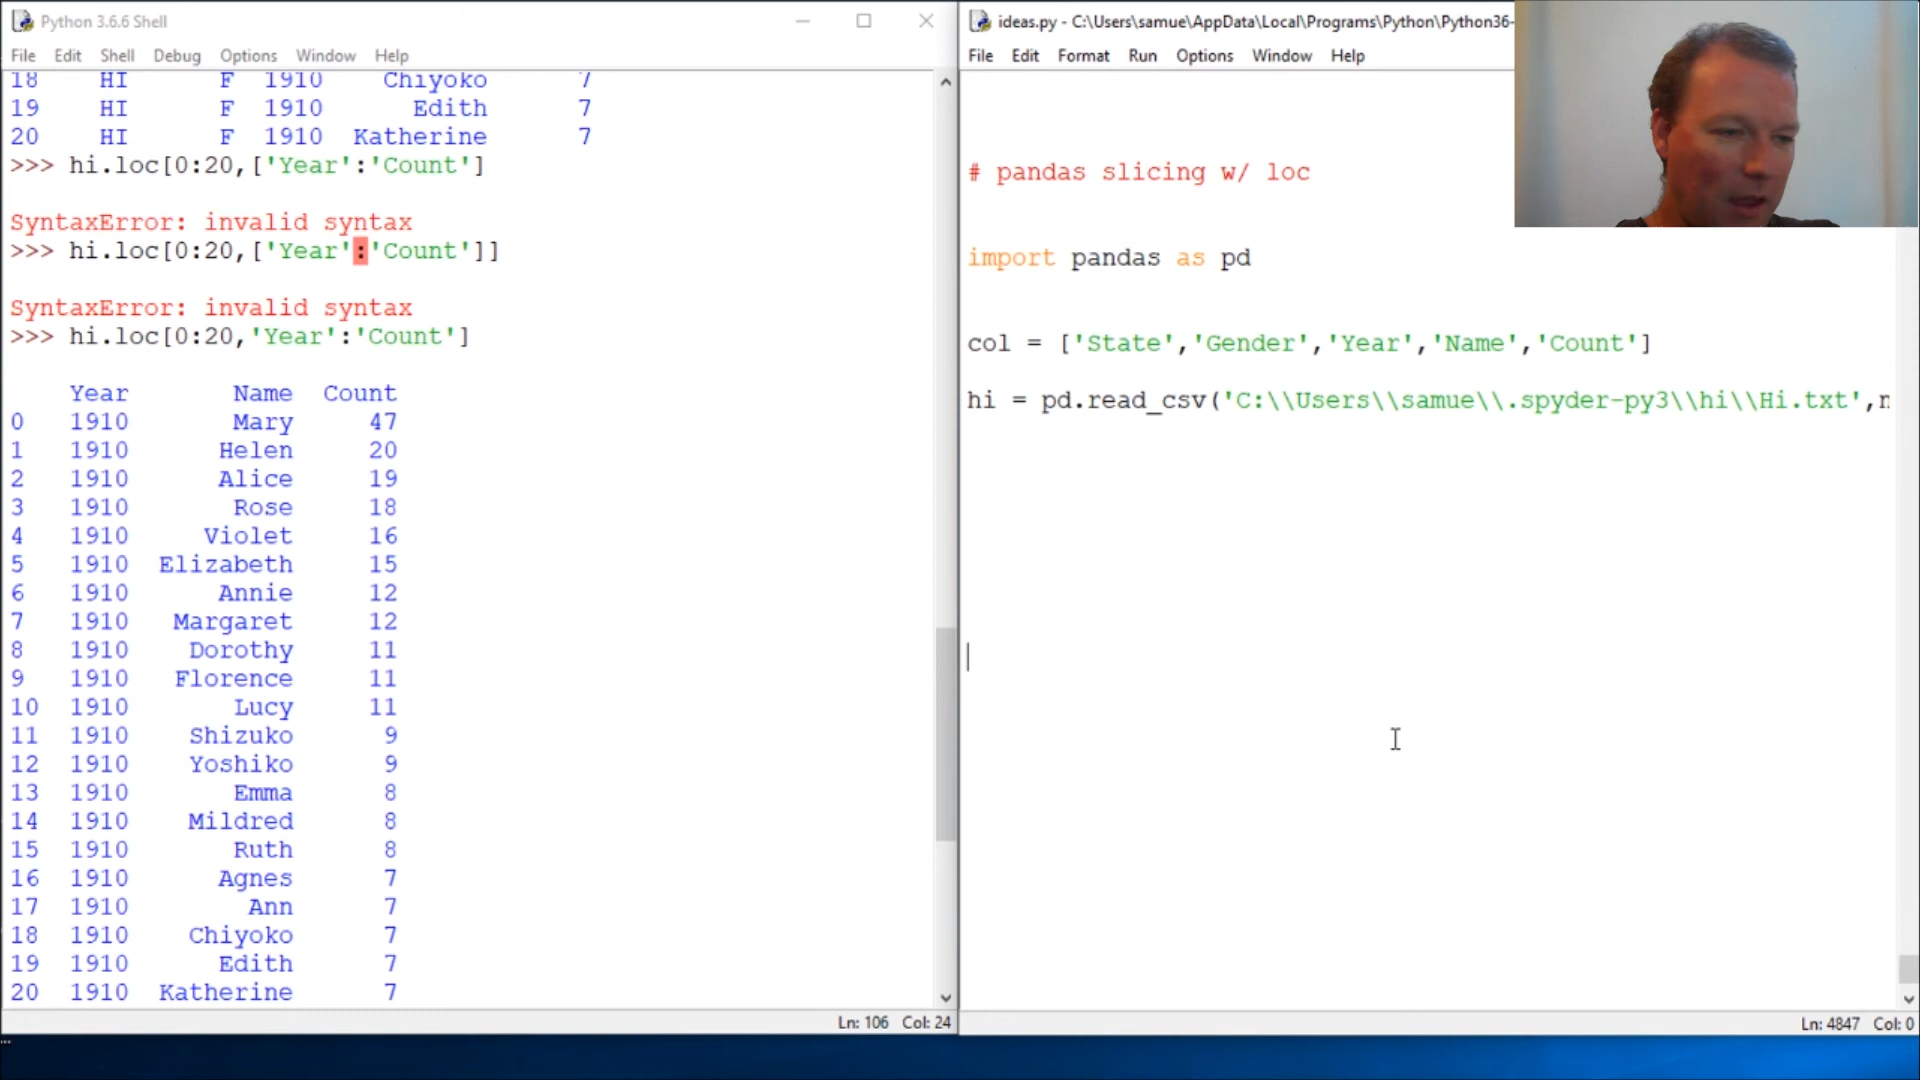 Python 3.6.6 Shell
File Edit Shell Debug Options Window Help
18 HI F 1910 Chiyoko 7
19 HI F 1910 Edith 7
20 HI F 1910 Katherine 7
>>> hi.loc[0:20,['Year':'Count']
SyntaxError: invalid syntax
>>> hi.loc[0:20,['Year':'Count']]
SyntaxError: invalid syntax
>>> hi.loc[0:20,'Year':'Count']
Year Name Count
0 1910 Mary 47
1 1910 Helen 20
2 1910 Alice 19
3 1910 Rose 18
4 1910 Violet 16
5 1910 Elizabeth 15
6 1910 Annie 12
7 1910 Margaret 12
8 1910 Dorothy 11
9 1910 Florence 11
10 1910 Lucy 11
11 1910 Shizuko 9
12 1910 Yoshiko 9
13 1910 Emma 8
14 1910 Mildred 8
15 1910 Ruth 8
16 1910 Agnes 7
17 1910 Ann 7
18 1910 Chiyoko 7
19 1910 Edith 7
20 1910 Katherine 7
Ln: 106 Col: 24
ideas.py - C:\Users\samue\AppData\Local\Programs\Python\Python36-
File Edit Format Run Options Window Help
# pandas slicing w/ loc
import pandas as pd
col = ['State','Gender','Year','Name','Count']
hi = pd.read_csv('C:\\Users\\samue\\.spyder-py3\\hi\\Hi.txt',n
Ln: 4847 Col: 0